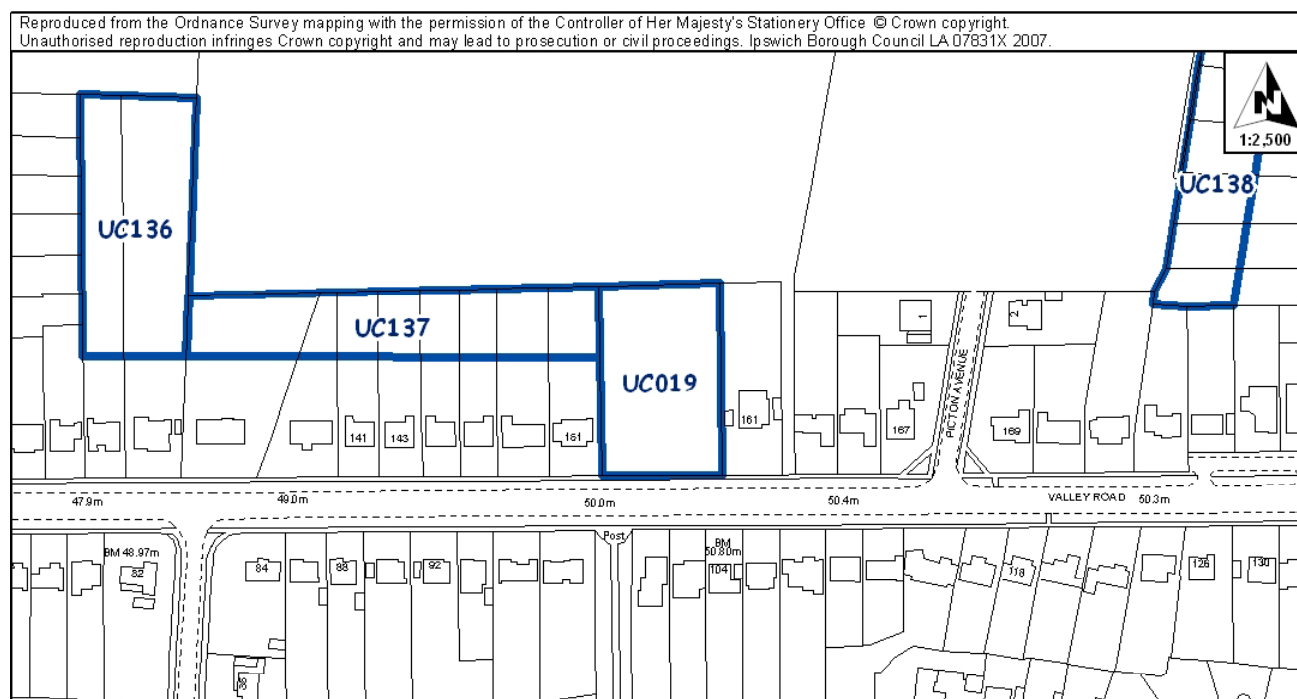 Reproduced from the Ordnance Survey mapping with the permission of the Controller of Her Majesty's Stationery Office © Crown copyright.
Unauthorised reproduction infringes Crown copyright and may lead to prosecution or civil proceedings. Ipswich Borough Council LA 07831X 2007.
N
1:2,500
UC138
UC136
UC137
1
2
UC019
PICTON AVENUE
161
141
143
151
167
169
47.9m
49.0m
50.0m
50.4m
VALLEY ROAD
50.3m
Post
BM 48.97m
BM
50.80m
82
84
88
92
104
118
126
130